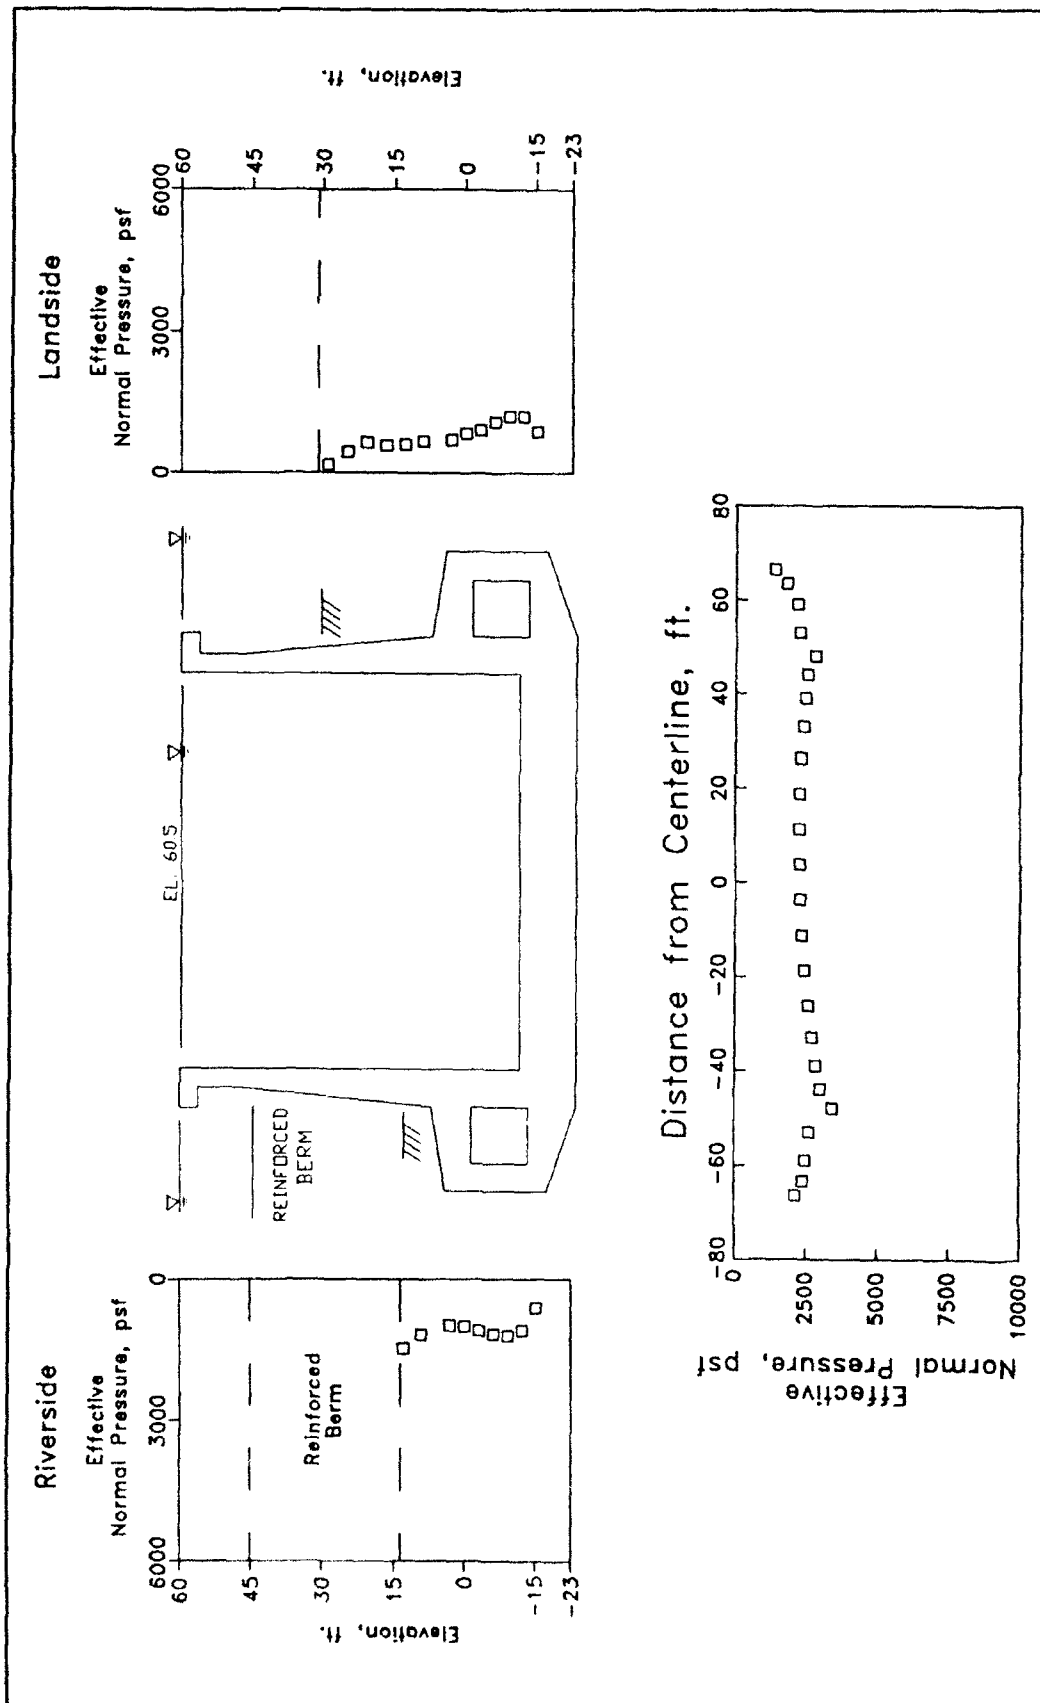 Riverside
Effective
Normal Pressure, psf
6000
3000
0
60
45
30
15
0
-15
-23
Elevation, ft.
Reinforced
Berm
EL. 60.5
REINFORCED
BERM
Landside
Effective
Normal Pressure, psf
0
3000
6000
60
45
30
15
0
-15
-23
Elevation, ft.
Distance from Centerline, ft.
-80
-60
-40
-20
0
20
40
60
80
0
2500
5000
7500
10000
Effective
Normal Pressure, psf